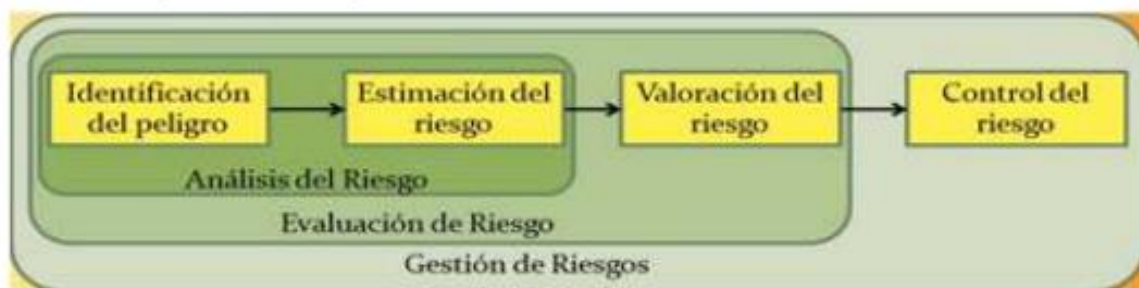 Identificación
del peligro
Estimación del
riesgo
Valoración del
riesgo
Control del
riesgo
Análisis del Riesgo
Evaluación de Riesgo
Gestión de Riesgos